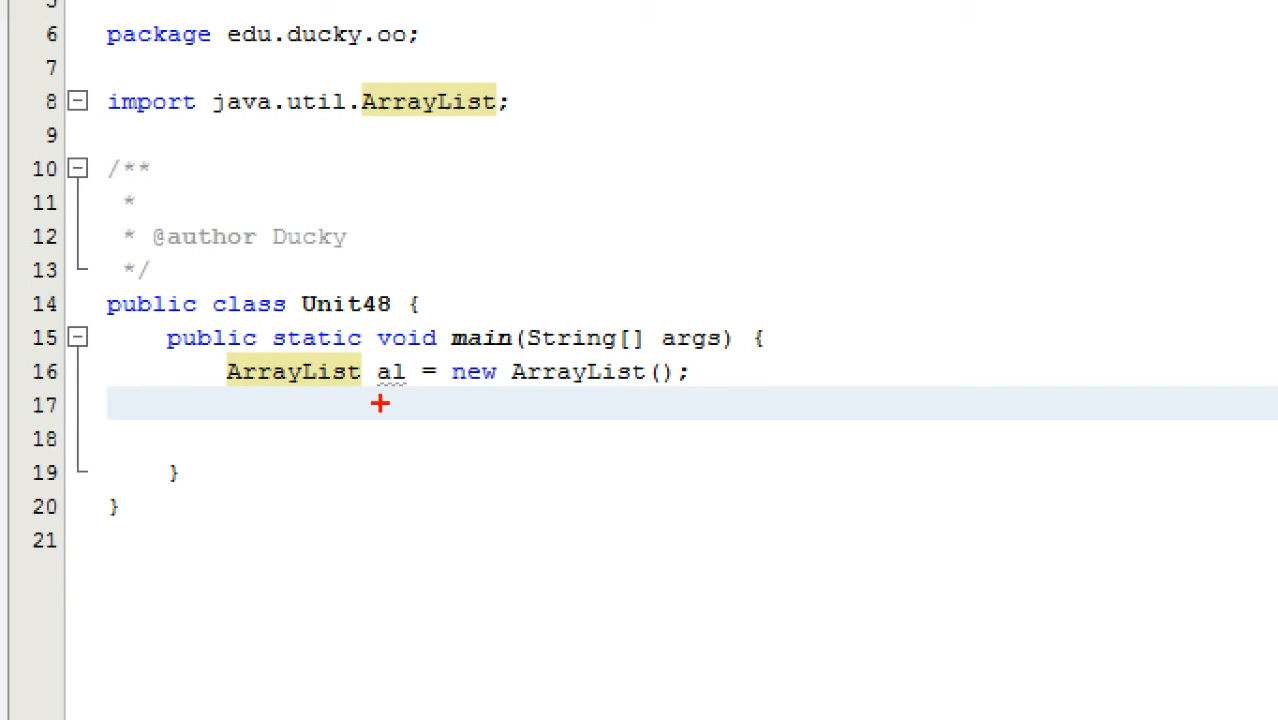 6 package edu.ducky.oo;
7
8 import java.util.ArrayList;
9
10 /**
11 *
12 * @author Ducky
13 */
14 public class Unit48 {
15 public static void main(String[] args) {
16 ArrayList al = new ArrayList();
17
18
19 }
20 }
21